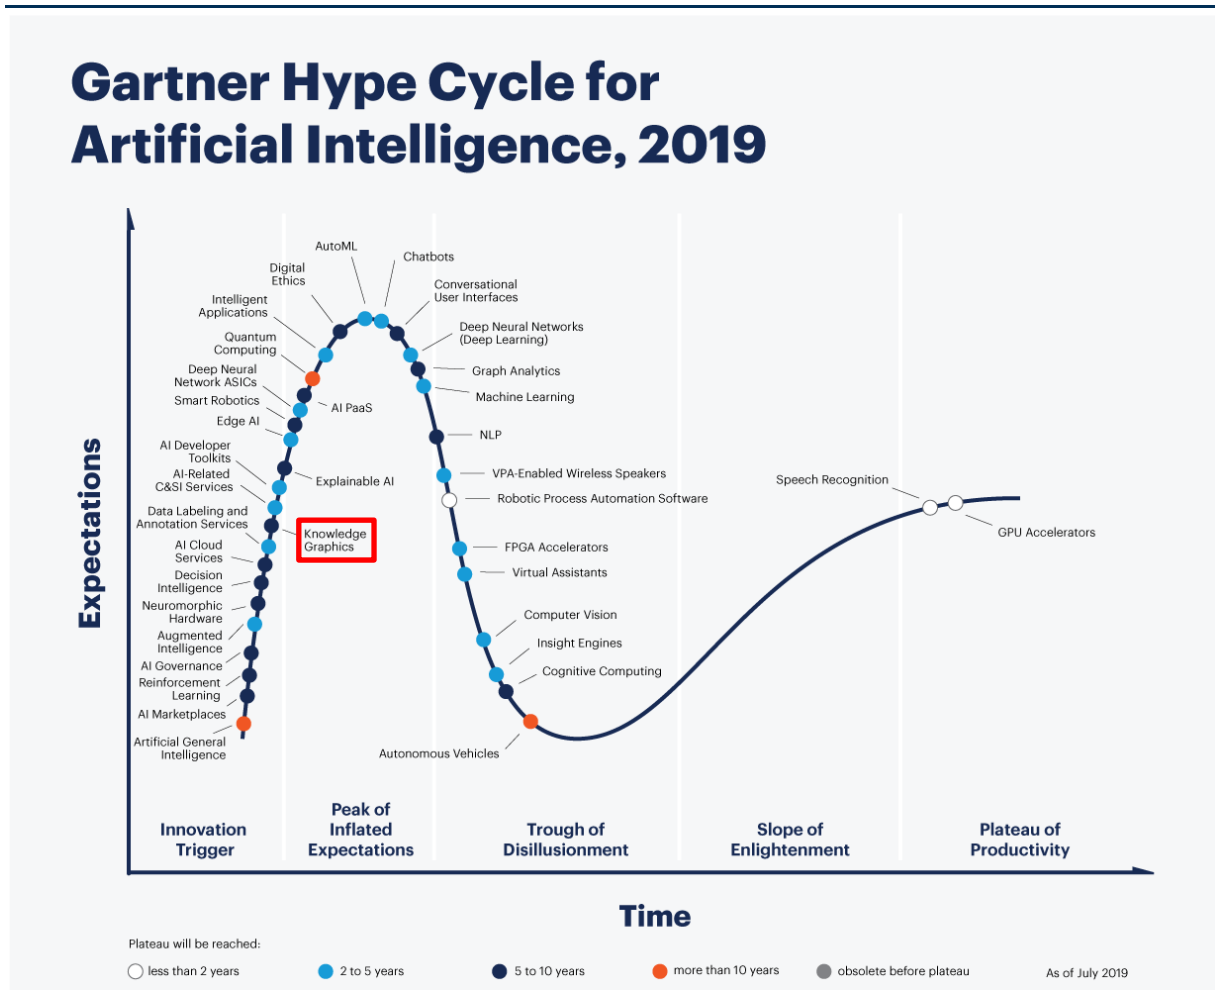 Gartner Hype Cycle for
Artificial Intelligence, 2019
Expectations
AutoML
Chatbots
Digital
Ethics
Conversational
User Interfaces
Intelligent
Applications
Deep Neural Networks
(Deep Learning)
Quantum
Computing
Graph Analytics
Deep Neural
Network ASICs
Machine Learning
Smart Robotics
AI PaaS
Edge AI
NLP
AI Developer
Toolkits
VPA-Enabled Wireless Speakers
AI-Related
C&SI Services
Explainable AI
Robotic Process Automation Software
Speech Recognition
GPU Accelerators
Data Labeling and
Annotation Services
Knowledge
Graphics
AI Cloud
Services
FPGA Accelerators
Virtual Assistants
Decision
Intelligence
Neuromorphic
Hardware
Computer Vision
Augmented
Intelligence
Insight Engines
AI Governance
Cognitive Computing
Reinforcement
Learning
AI Marketplaces
Artificial General
Intelligence
Autonomous Vehicles
Innovation
Trigger
Peak of
Inflated
Expectations
Trough of
Disillusionment
Slope of
Enlightenment
Plateau of
Productivity
Time
Plateau will be reached:
less than 2 years
2 to 5 years
5 to 10 years
more than 10 years
obsolete before plateau
As of July 2019